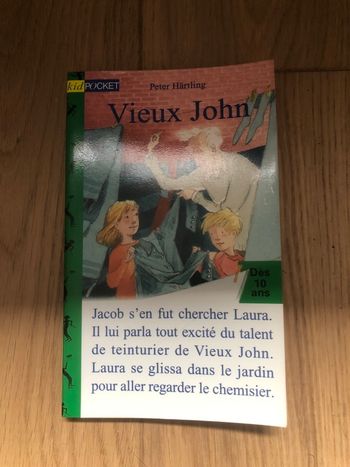 kid POCKET
Peter Härtling
Vieux John
Dès
10
ans
Jacob s'en fut chercher Laura.
Il lui parla tout excité du talent
de teinturier de Vieux John.
Laura se glissa dans le jardin
pour aller regarder le chemisier.